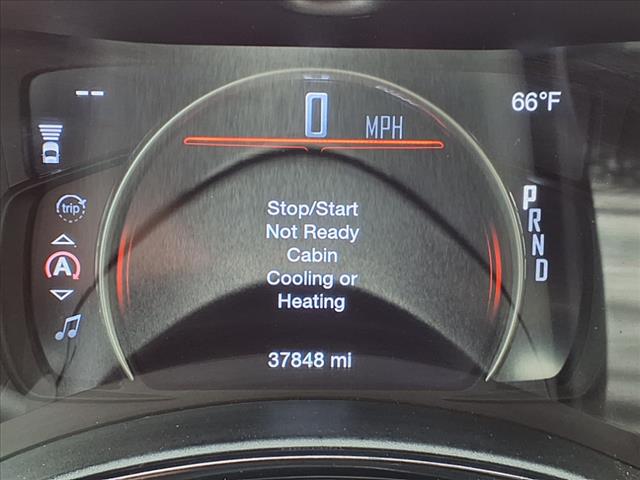 --
0 MPH
66°F
trip
A
Stop/Start
Not Ready
Cabin
Cooling or
Heating
37848 mi
P
R
N
D